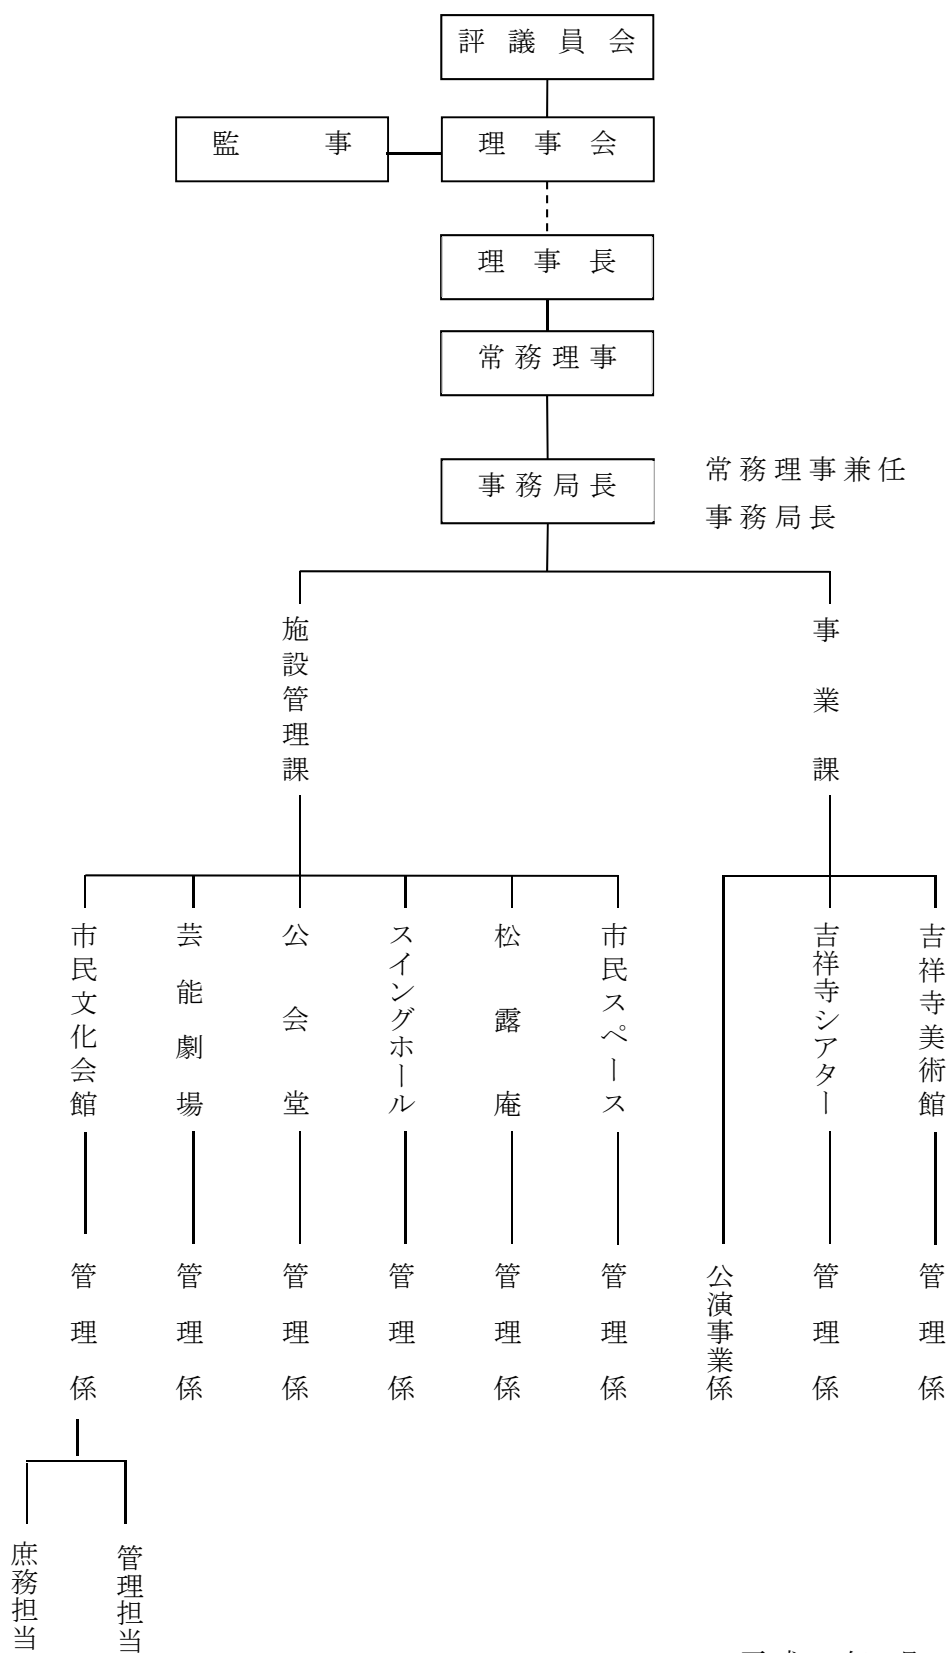 評議員会
監事
理事会
理事長
常務理事
事務局長
常務理事兼任
事務局長
施設管理課
事業課
市民文化会館
芸能劇場
公会堂
スイングホール
松露庵
市民スペース
吉祥寺シアター
吉祥寺美術館
管理係
管理係
管理係
管理係
管理係
管理係
公演事業係
管理係
管理係
庶務担当
管理担当